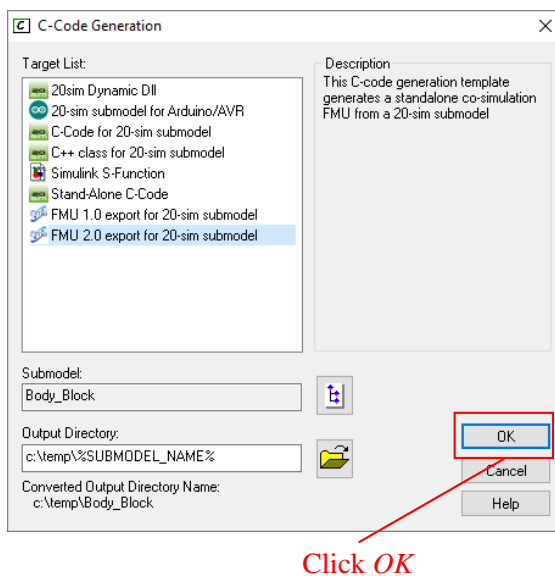 C-Code Generation
Target List:
20sim Dynamic Dll
20-sim submodel for Arduino/AVR
C-Code for 20-sim submodel
C++ class for 20-sim submodel
Simulink S-Function
Stand-Alone C-Code
FMU 1.0 export for 20-sim submodel
FMU 2.0 export for 20-sim submodel
Description
This C-code generation template
generates a standalone co-simulation
FMU from a 20-sim submodel
Submodel:
Body_Block
Output Directory:
c:\temp\%SUBMODEL_NAME%
Converted Output Directory Name:
c:\temp\Body_Block
OK
Cancel
Help
Click OK